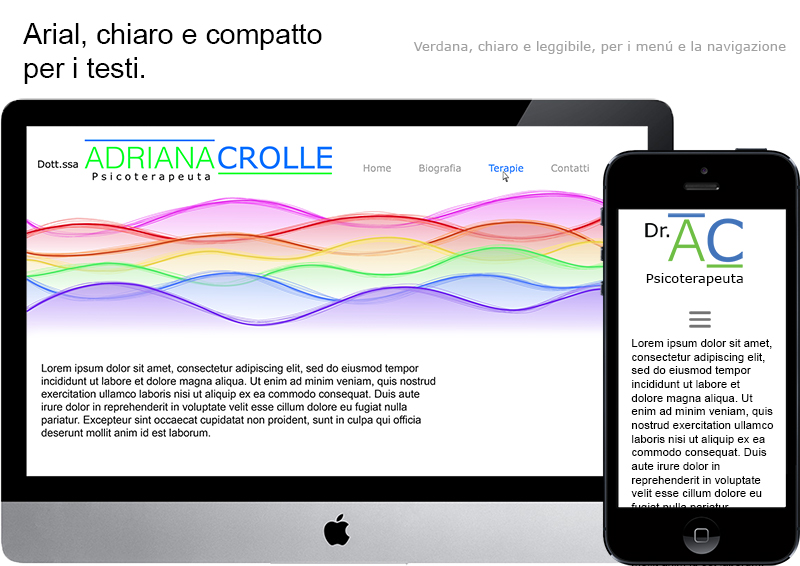 Arial, chiaro e compatto
per i testi.
Verdana, chiaro e leggibile, per i menú e la navigazione
Dott.ssa ADRIANA CROLLE
Psicoterapeuta
Home Biografia Terapie Contatti
Lorem ipsum dolor sit amet, consectetur adipiscing elit, sed do eiusmod tempor
incididunt ut labore et dolore magna aliqua. Ut enim ad minim veniam, quis nostrud
exercitation ullamco laboris nisi ut aliquip ex ea commodo consequat. Duis aute
irure dolor in reprehenderit in voluptate velit esse cillum dolore eu fugiat nulla
pariatur. Excepteur sint occaecat cupidatat non proident, sunt in culpa qui officia
deserunt mollit anim id est laborum.
Dr. AC
Psicoterapeuta
Lorem ipsum dolor sit amet,
consectetur adipiscing elit,
sed do eiusmod tempor
incididunt ut labore et
dolore magna aliqua. Ut
enim ad minim veniam, quis
nostrud exercitation ullamco
laboris nisi ut aliquip ex ea
commodo consequat. Duis
aute irure dolor in
reprehenderit in voluptate
velit esse cillum dolore eu
fugiat nulla pariatur.